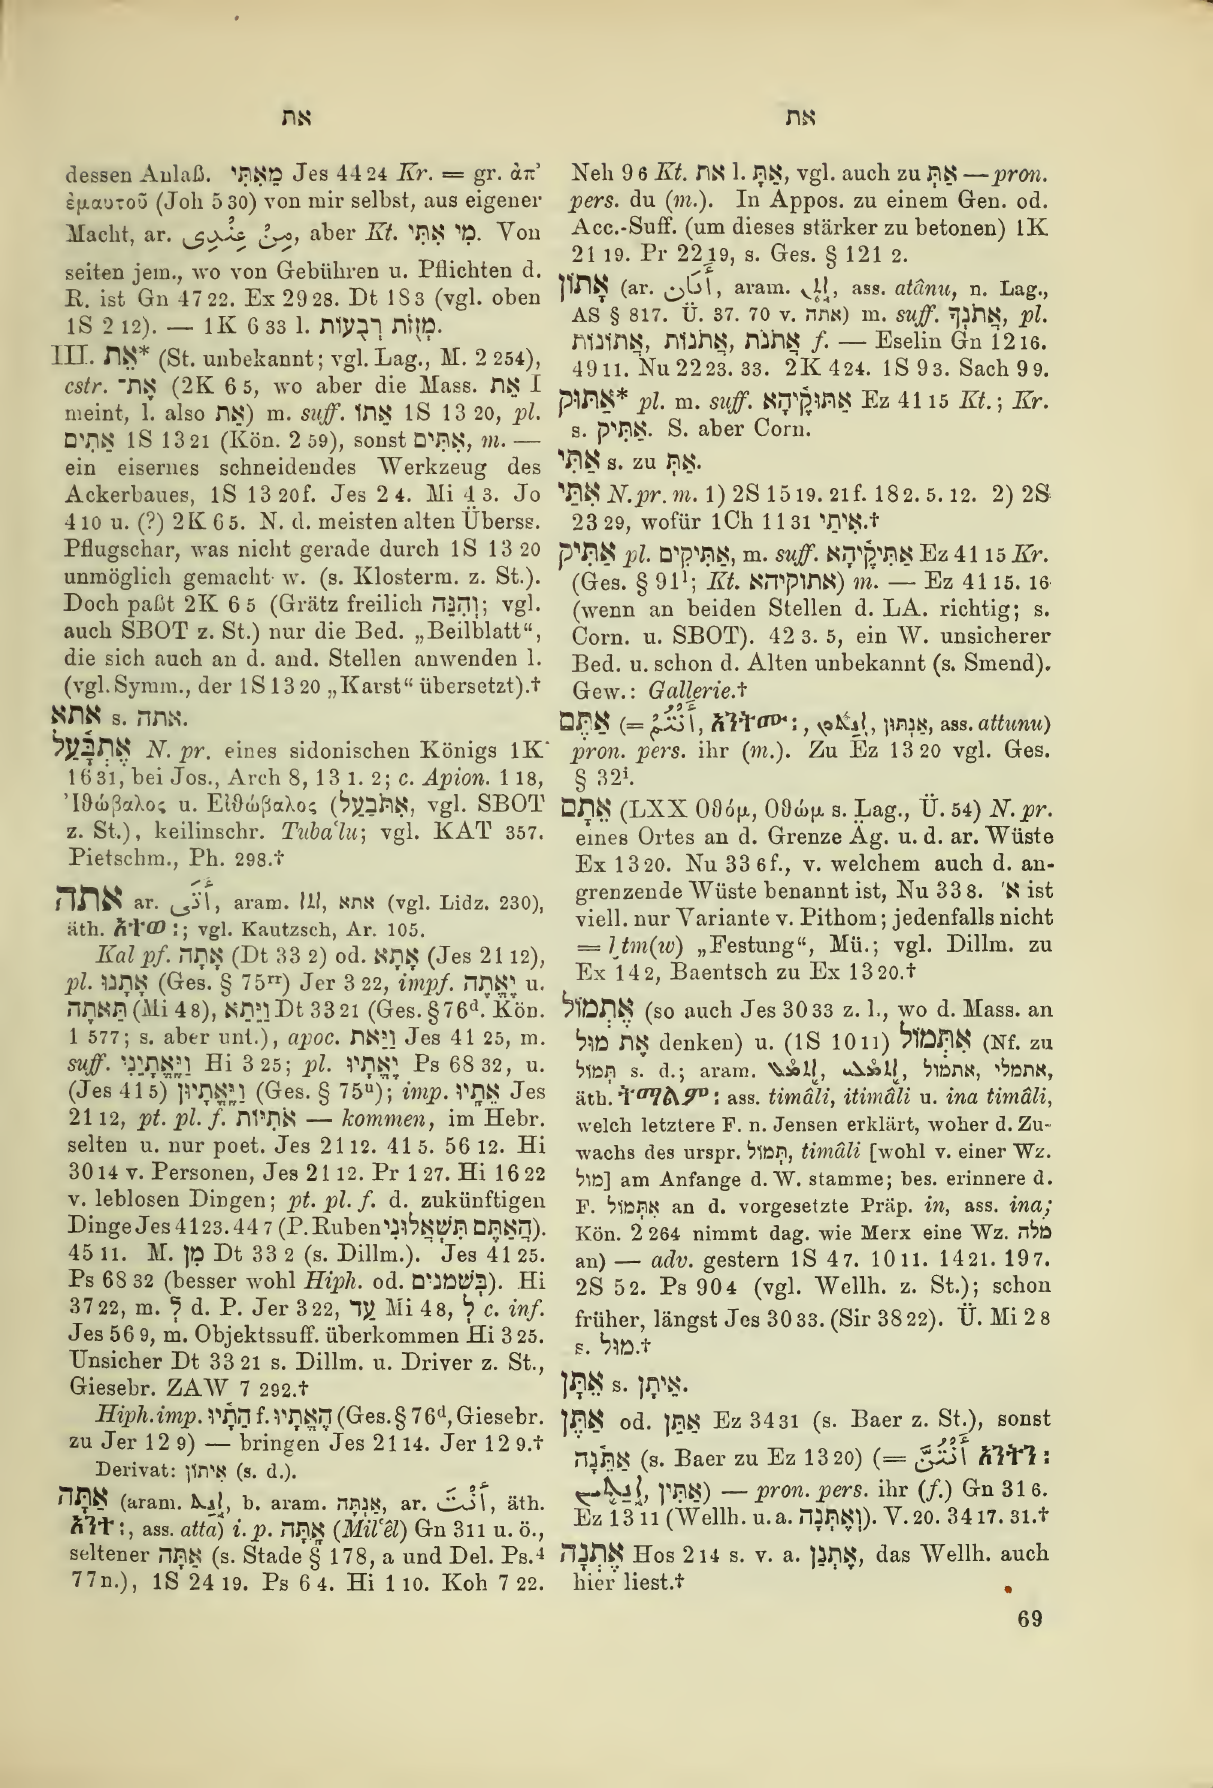 את
את
dessen Anlaß. מֵאִתִּי Jes 44 24 Kr. = gr. ἀπ’
ἐμαυτοῦ (Joh 5 30) von mir selbst, aus eigener
Macht, ar. مِنْ عِنْدِى, aber Kt. מִי אִתִּי. Von
seiten jem., wo von Gebühren u. Pflichten d.
R. ist Gn 47 22. Ex 29 28. Dt 18 3 (vgl. oben
1S 2 12). — 1K 6 33 l. מְזֻזוֹת רְבֻעוֹת.
III. אֵת* (St. unbekannt; vgl. Lag., M. 2 254),
cstr. אֶת־ (2K 6 5, wo aber die Mass. אֵת I
meint, l. also אֵת) m. suff. אִתּוֹ 1S 13 20, pl.
אִתִּים 1S 13 21 (Kön. 2 59), sonst אִתִּים, m. —
ein eisernes schneidendes Werkzeug des
Ackerbaues, 1S 13 20f. Jes 2 4. Mi 4 3. Jo
4 10 u. (?) 2K 6 5. N. d. meisten alten Überss.
Pflugschar, was nicht gerade durch 1S 13 20
unmöglich gemacht w. (s. Klosterm. z. St.).
Doch paßt 2K 6 5 (Grätz freilich וְהִנֵּה; vgl.
auch SBOT z. St.) nur die Bed. „Beilblatt“,
die sich auch an d. and. Stellen anwenden l.
(vgl. Symm., der 1S 13 20 „Karst“ übersetzt).†
אתא s. אתה.
אֶתְבַּעַל N. pr. eines sidonischen Königs 1K
16 31, bei Jos., Arch 8, 13 1. 2; c. Apion. 1 18,
Ἰθώβαλος u. Εἰθώβαλος (אִתֹּבַעַל, vgl. SBOT
z. St.), keilinschr. Tuba‘lu; vgl. KAT 357.
Pietschm., Ph. 298.†
אתה ar. أَتَى, aram. ܐܬܐ, אתא (vgl. Lidz. 230),
äth. አተወ፡; vgl. Kautzsch, Ar. 105.
Kal pf. אָתָה (Dt 33 2) od. אָתָא (Jes 21 12),
pl. אָתָנוּ (Ges. § 75rr) Jer 3 22, impf. יֶאֱתֶה u.
תֵּאתֶה (Mi 4 8), וַיֵּתֵא Dt 33 21 (Ges. § 76d. Kön.
1 577; s. aber unt.), apoc. וַיַּאת Jes 41 25, m.
suff. וַיֶּאֱתָיֵנִי Hi 3 25; pl. יֶאֱתָיוּ Ps 68 32, u.
(Jes 41 5) וַיֶּאֱתָיוּן (Ges. § 75u); imp. אֵתָיוּ Jes
21 12, pt. pl. f. אֹתִיּוֹת — kommen, im Hebr.
selten u. nur poet. Jes 21 12. 41 5. 56 12. Hi
30 14 v. Personen, Jes 21 12. Pr 1 27. Hi 16 22
v. leblosen Dingen; pt. pl. f. d. zukünftigen
Dinge Jes 41 23. 44 7 (P. Ruben הַאַתֶּם תִּשְׁאָלוּנִי).
45 11. M. מִן Dt 33 2 (s. Dillm.). Jes 41 25.
Ps 68 32 (besser wohl Hiph. od. בַּשְּׁמָנִים). Hi
37 22, m. לְ d. P. Jer 3 22, עַד Mi 4 8, לְ c. inf.
Jes 56 9, m. Objektssuff. überkommen Hi 3 25.
Unsicher Dt 33 21 s. Dillm. u. Driver z. St.,
Giesebr. ZAW 7 292.†
Hiph. imp. הֵתָיוּ f. הַאֲתָיוּ (Ges. § 76d, Giesebr.
zu Jer 12 9) — bringen Jes 21 14. Jer 12 9.†
Derivat: אִיתוֹן (s. d.).
אַתָּה (aram. ܐܢܬ, b. aram. אַנְתָּה, ar. أَنْتَ, äth.
አንተ፡, ass. atta) i. p. אָתָּה (Mil‘êl) Gn 3 11 u. ö.,
seltener אַתָּה (s. Stade § 178, a und Del. Ps.4
77 n.), 1S 24 19. Ps 6 4. Hi 1 10. Koh 7 22.
Neh 9 6 Kt. את l. אַתָּ, vgl. auch zu אַתְּ — pron.
pers. du (m.). In Appos. zu einem Gen. od.
Acc.-Suff. (um dieses stärker zu betonen) 1K
21 19. Pr 22 19, s. Ges. § 121 2.
אָתוֹן (ar. أَتَان, aram. ܐܬܢ, ass. atânu, n. Lag.,
AS § 817. Ü. 37. 70 v. אתה) m. suff. אֲתֹנְךָ, pl.
אֲתֹנֹת, אֲתֹנוֹת, אֲתוֹנוֹת f. — Eselin Gn 12 16.
49 11. Nu 22 23. 33. 2K 4 24. 1S 9 3. Sach 9 9.
אַתּוּק* pl. m. suff. אַתּוּקֶיהָא Ez 41 15 Kt.; Kr.
s. אַתִּיק. S. aber Corn.
אַתִּי s. zu אַתְּ.
אִתַּי N. pr. m. 1) 2S 15 19. 21f. 18 2. 5. 12. 2) 2S
23 29, wofür 1Ch 11 31 אִיתַי.†
אַתִּיק pl. אַתִּיקִים, m. suff. אַתִּיקֶיהָא Ez 41 15 Kr.
(Ges. § 91l; Kt. אתוקיהא) m. — Ez 41 15. 16
(wenn an beiden Stellen d. LA. richtig; s.
Corn. u. SBOT). 42 3. 5, ein W. unsicherer
Bed. u. schon d. Alten unbekannt (s. Smend).
Gew.: Gallerie.†
אַתֶּם (= أَنْتُمْ, አንትሙ፡, ܐܢܬܘܢ, אַנְתּוּן, ass. attunu)
pron. pers. ihr (m.). Zu Ez 13 20 vgl. Ges.
§ 32i.
אֵתָם (LXX Οθόμ, Οθώμ s. Lag., Ü. 54) N. pr.
eines Ortes an d. Grenze Äg. u. d. ar. Wüste
Ex 13 20. Nu 33 6f., v. welchem auch d. an-
grenzende Wüste benannt ist, Nu 33 8. א׳ ist
viell. nur Variante v. Pithom; jedenfalls nicht
= ḫtm(w) „Festung“, Mü.; vgl. Dillm. zu
Ex 14 2, Baentsch zu Ex 13 20.†
אֶתְמוֹל (so auch Jes 30 33 z. l., wo d. Mass. an
אֵת מוּל denken) u. (1S 10 11) אִתְּמוֹל (Nf. zu
תְּמוֹל s. d.; aram. ܐܬܡܠ, ܐܬܡܠܝ, אתמול, אתמלי,
äth. ትማልም፡ ass. timâli, itimâli u. ina timâli,
welch letztere F. n. Jensen erklärt, woher d. Zu-
wachs des urspr. תְּמוֹל, timâli [wohl v. einer Wz.
מול] am Anfange d. W. stamme; bes. erinnere d.
F. אִתְּמוֹל an d. vorgesetzte Präp. in, ass. ina;
Kön. 2 264 nimmt dag. wie Merx eine Wz. מלה
an) — adv. gestern 1S 4 7. 10 11. 14 21. 19 7.
2S 5 2. Ps 90 4 (vgl. Wellh. z. St.); schon
früher, längst Jes 30 33. (Sir 38 22). Ü. Mi 2 8
s. מוּל.†
אֵתָן s. אֵיתָן.
אַתֶּן od. אַתֵּן Ez 34 31 (s. Baer z. St.), sonst
אַתֵּנָה (s. Baer zu Ez 13 20) (= أَنْتُنَّ አንትን፡
ܐܢܬܝܢ, אַתִּין) — pron. pers. ihr (f.) Gn 31 6.
Ez 13 11 (Wellh. u. a. וְאֶתְּנָה). V. 20. 34 17. 31.†
אֶתְנָה Hos 2 14 s. v. a. אֶתְנַן, das Wellh. auch
hier liest.†
69